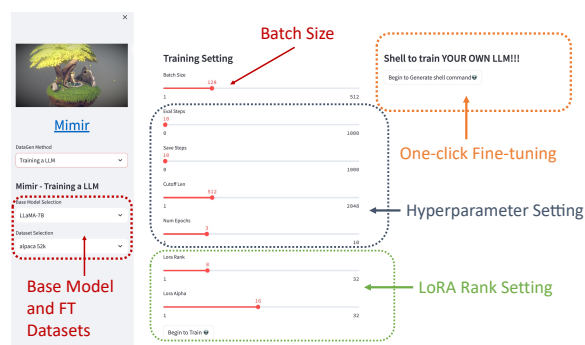 ×
Mimir
DataGen Method
Training a LLM
Mimir - Training a LLM
Base Model Selection
LLaMA-7B
Dataset Selection
alpaca 52k
Base Model
and FT
Datasets
Batch Size
Training Setting
Batch Size
128
1 512
Eval Steps
10
0 1000
Save Steps
10
0 1000
Cutoff Len
512
1 2048
Num Epochs
3
1 10
Lora Rank
8
1 32
Lora Alpha
16
1 32
Begin to Train
Shell to train YOUR OWN LLM!!!
Begin to Generate shell command
One-click Fine-tuning
Hyperparameter Setting
LoRA Rank Setting